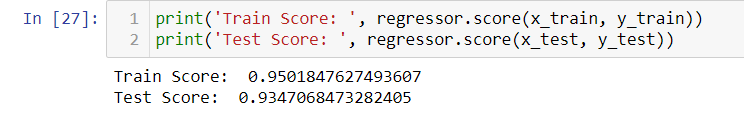 In [27]:
1 print('Train Score: ', regressor.score(x_train, y_train))
2 print('Test Score: ', regressor.score(x_test, y_test))
Train Score:  0.9501847627493607
Test Score:  0.9347068473282405